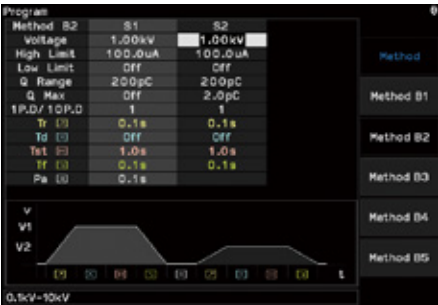 Program
Method B2 S1 S2
Voltage 1.00kV 1.00kV
High Limit 100.0uA 100.0uA
Low Limit Off Off
Q Range 200pC 200pC
Q Max Off 2.0pC
1P.D/10P.D 1 1
Tr 0.1s 0.1s
Td Off Off
Tst 1.0s 1.0s
Tf 0.1s 0.1s
Pa 0.1s
Method
Method B1
Method B2
Method B3
Method B4
Method B5
V
V1
V2
t
0.1kV~10kV